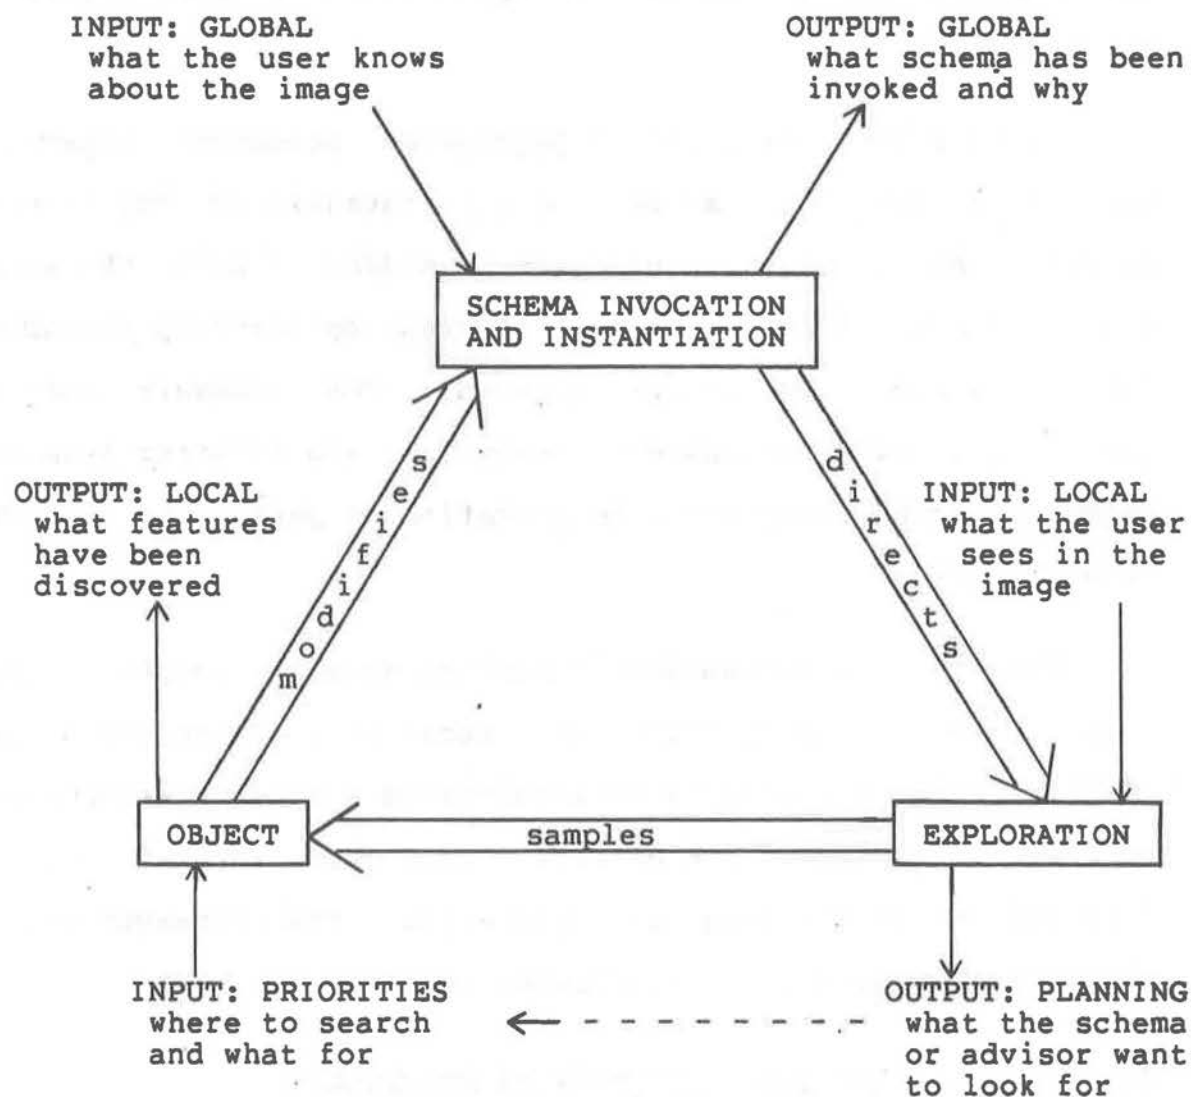 INPUT: GLOBAL
what the user knows
about the image
OUTPUT: GLOBAL
what schema has been
invoked and why
SCHEMA INVOCATION
AND INSTANTIATION
modifies
directs
OUTPUT: LOCAL
what features
have been
discovered
INPUT: LOCAL
what the user
sees in the
image
OBJECT
samples
EXPLORATION
INPUT: PRIORITIES
where to search
and what for
OUTPUT: PLANNING
what the schema
or advisor want
to look for